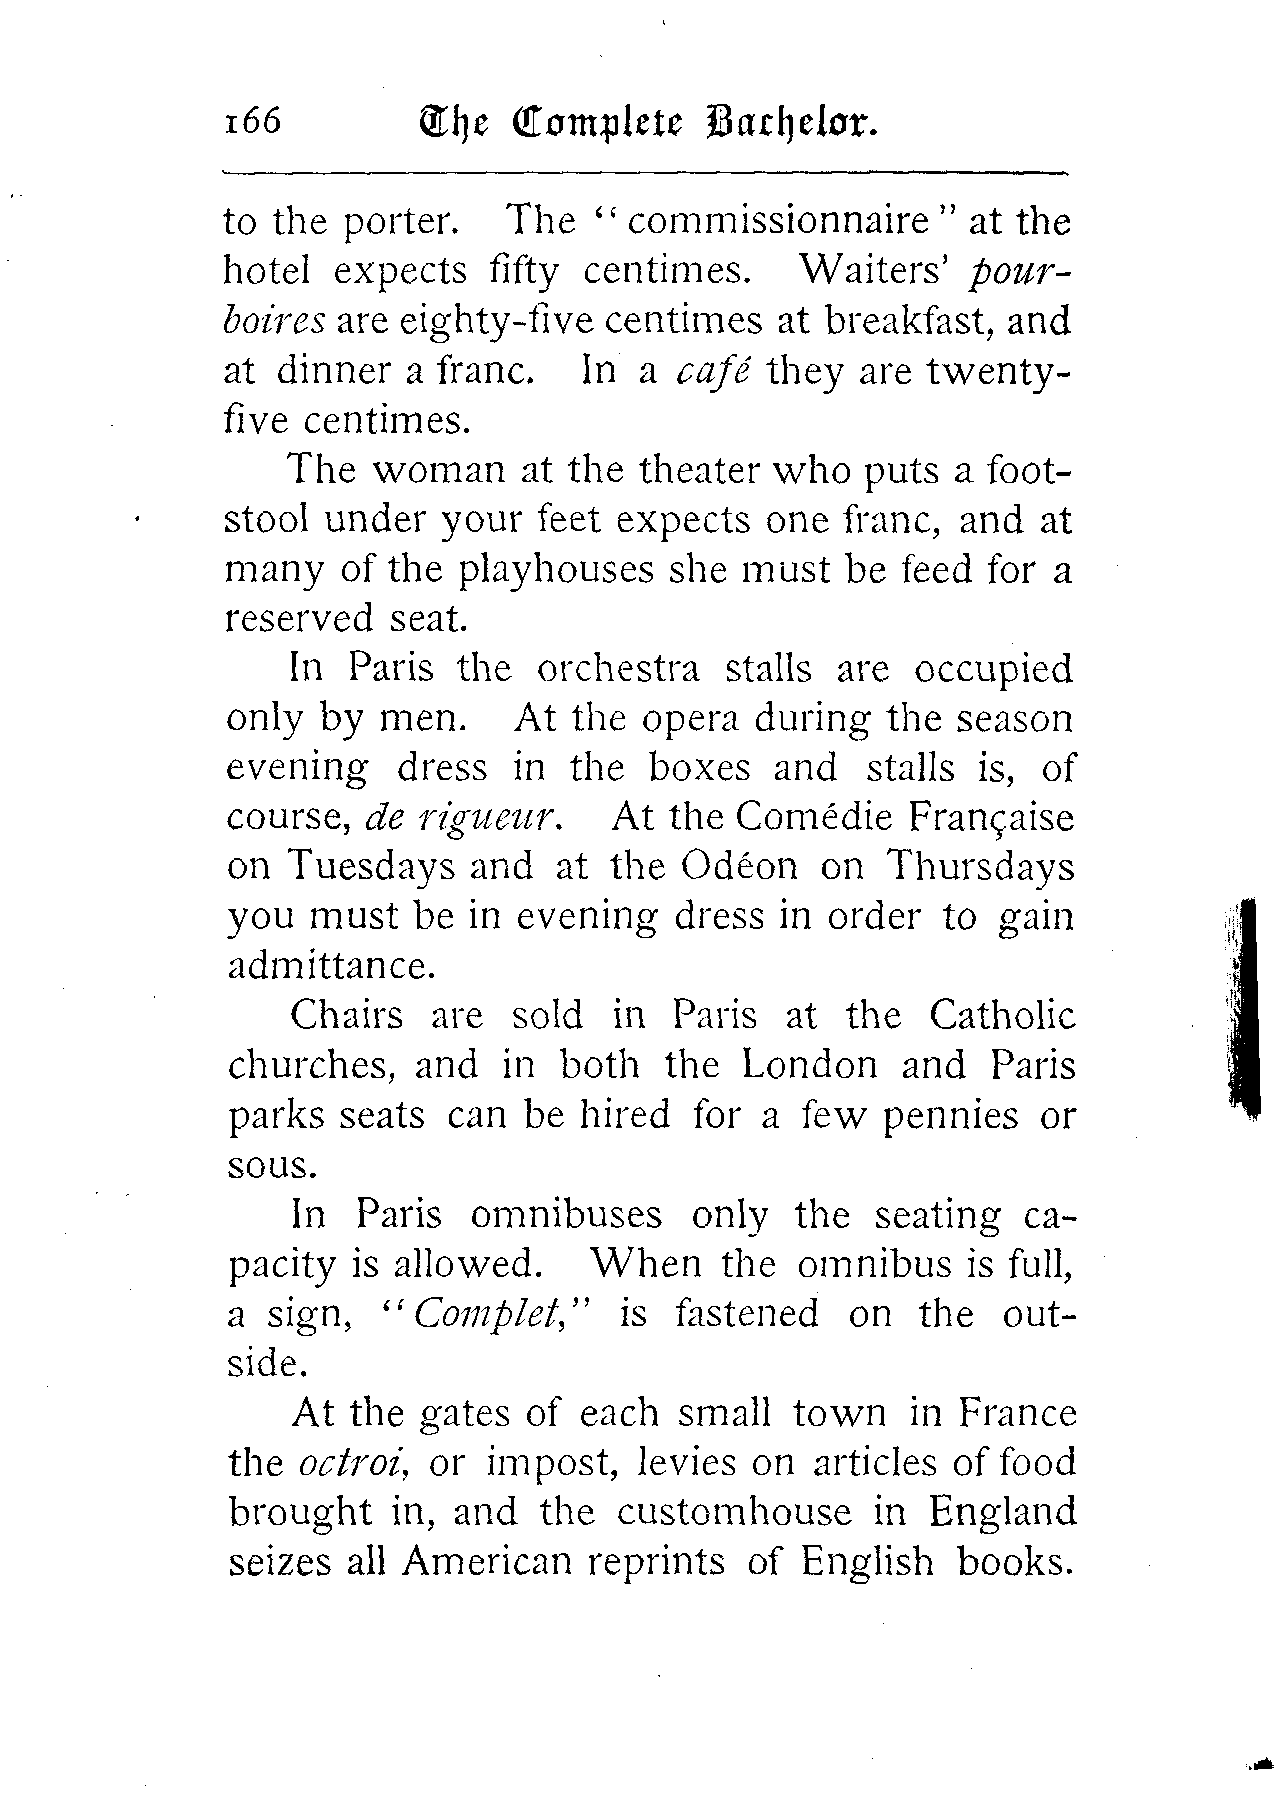 166 The Complete Bachelor.
to the porter. The “commissionnaire” at the
hotel expects fifty centimes. Waiters’ pour-
boires are eighty-five centimes at breakfast, and
at dinner a franc. In a café they are twenty-
five centimes.
The woman at the theater who puts a foot-
stool under your feet expects one franc, and at
many of the playhouses she must be feed for a
reserved seat.
In Paris the orchestra stalls are occupied
only by men. At the opera during the season
evening dress in the boxes and stalls is, of
course, de rigueur. At the Comédie Française
on Tuesdays and at the Odéon on Thursdays
you must be in evening dress in order to gain
admittance.
Chairs are sold in Paris at the Catholic
churches, and in both the London and Paris
parks seats can be hired for a few pennies or
sous.
In Paris omnibuses only the seating ca-
pacity is allowed. When the omnibus is full,
a sign, “Complet,” is fastened on the out-
side.
At the gates of each small town in France
the octroi, or impost, levies on articles of food
brought in, and the customhouse in England
seizes all American reprints of English books.